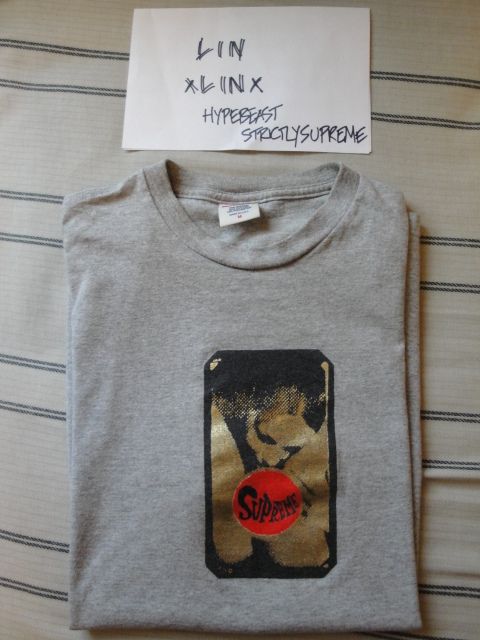 LIN
XLINX
HYPEBEAST
STRICTLYSUPREME
M
SUPREME